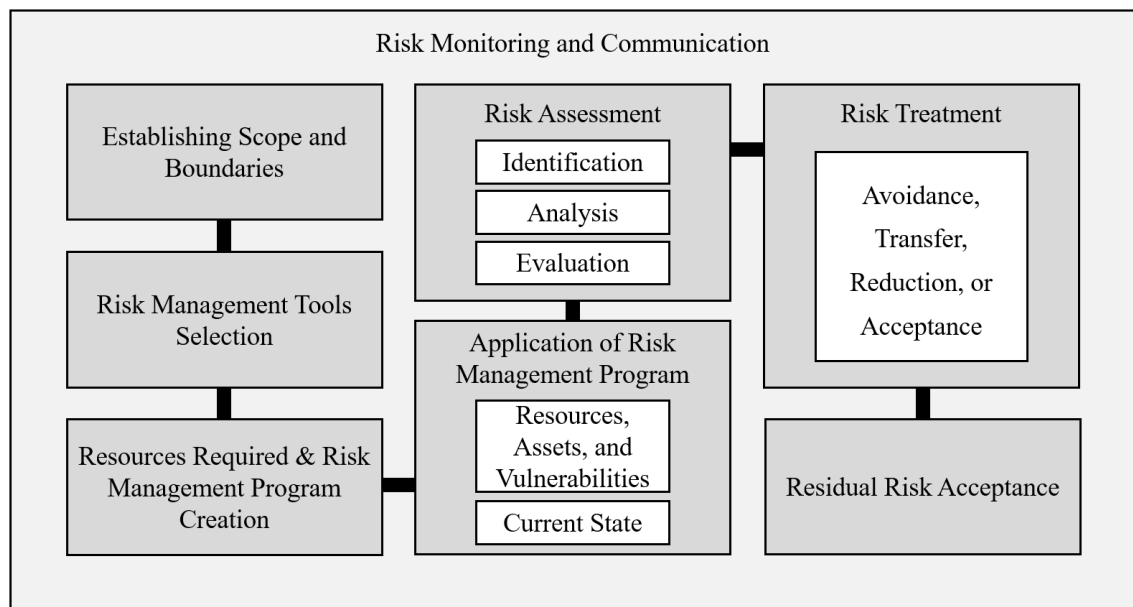 Risk Monitoring and Communication
Establishing Scope and
Boundaries
Risk Management Tools
Selection
Resources Required & Risk
Management Program
Creation
Risk Assessment
Identification
Analysis
Evaluation
Application of Risk
Management Program
Resources,
Assets, and
Vulnerabilities
Current State
Risk Treatment
Avoidance,
Transfer,
Reduction, or
Acceptance
Residual Risk Acceptance